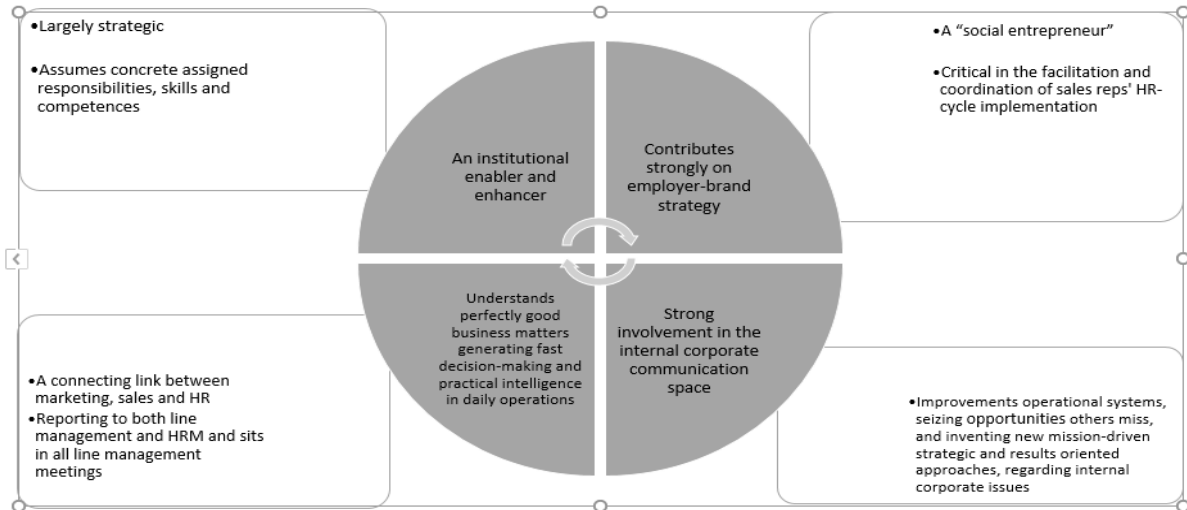 •Largely strategic
•Assumes concrete assigned
responsibilities, skills and
competences
•A “social entrepreneur”
•Critical in the facilitation and
coordination of sales reps' HR-
cycle implementation
An institutional
enabler and
enhancer
Contributes
strongly on
employer-brand
strategy
Understands
perfectly good
business matters
generating fast
decision-making and
practical intelligence
in daily operations
Strong
involvement in the
internal corporate
communication
space
•A connecting link between
marketing, sales and HR
•Reporting to both line
management and HRM and sits
in all line management
meetings
•Improvements operational systems,
seizing opportunities others miss,
and inventing new mission-driven
strategic and results oriented
approaches, regarding internal
corporate issues